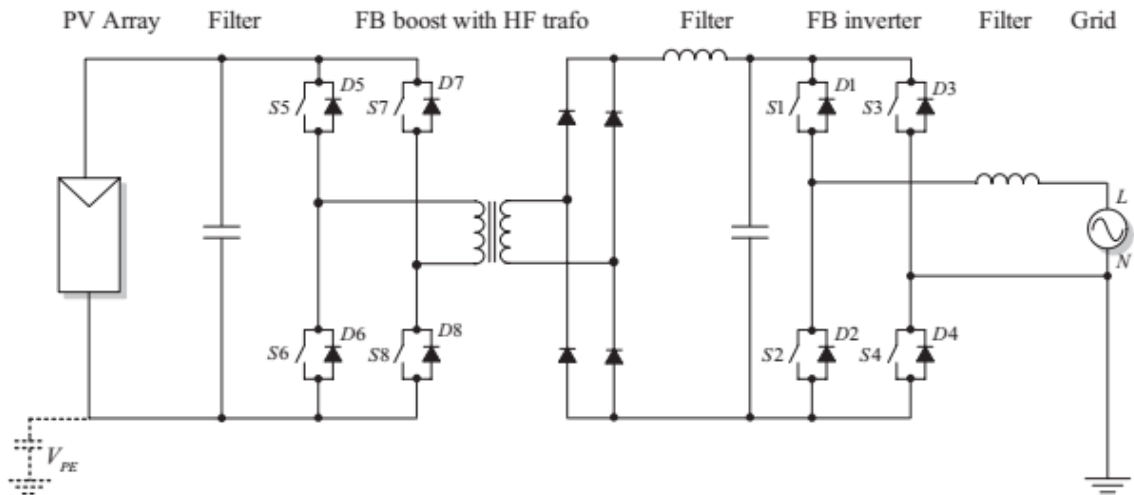 PV Array Filter FB boost with HF trafo Filter FB inverter Filter Grid
D5 D7 D1 D3
S5 S7 S1 S3
L
N
D6 D8 D2 D4
S6 S8 S2 S4
V_PE